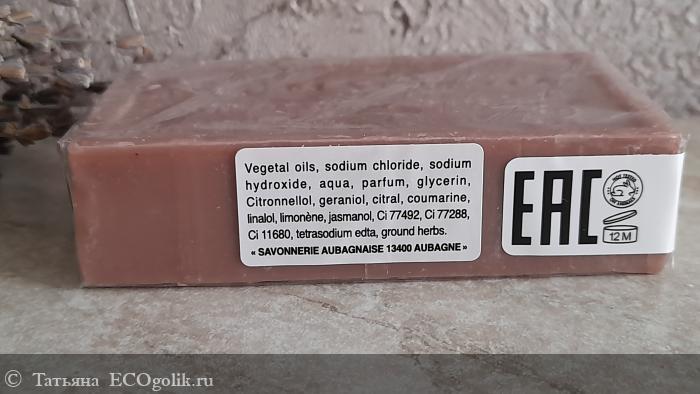 Vegetal oils, sodium chloride, sodium
hydroxide, aqua, parfum, glycerin,
Citronnellol, geraniol, citral, coumarine,
linalol, limonène, jasmanol, Ci 77492, Ci 77288,
Ci 11680, tetrasodium edta, ground herbs.
« SAVONNERIE AUBAGNAISE 13400 AUBAGNE »
EAC
12 M
© Татьяна ECOgolik.ru